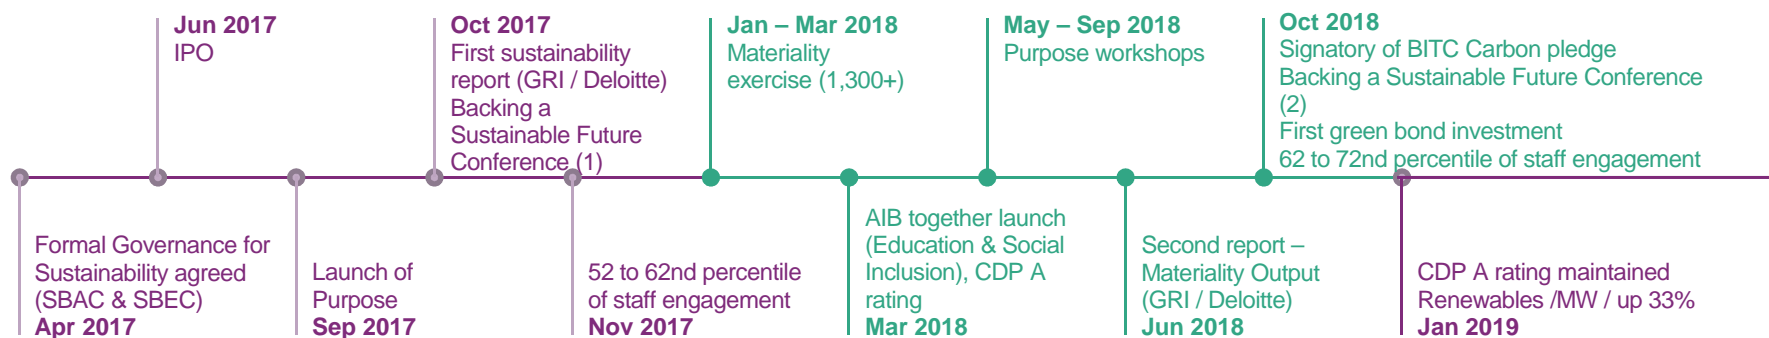 Jun 2017
IPO
Oct 2017
First sustainability
report (GRI / Deloitte)
Backing a
Sustainable Future
Conference (1)
Jan – Mar 2018
Materiality
exercise (1,300+)
May – Sep 2018
Purpose workshops
Oct 2018
Signatory of BITC Carbon pledge
Backing a Sustainable Future Conference
(2)
First green bond investment
62 to 72nd percentile of staff engagement
Formal Governance for
Sustainability agreed
(SBAC & SBEC)
Apr 2017
Launch of
Purpose
Sep 2017
52 to 62nd percentile
of staff engagement
Nov 2017
AIB together launch
(Education & Social
Inclusion), CDP A
rating
Mar 2018
Second report –
Materiality Output
(GRI / Deloitte)
Jun 2018
CDP A rating maintained
Renewables /MW / up 33%
Jan 2019